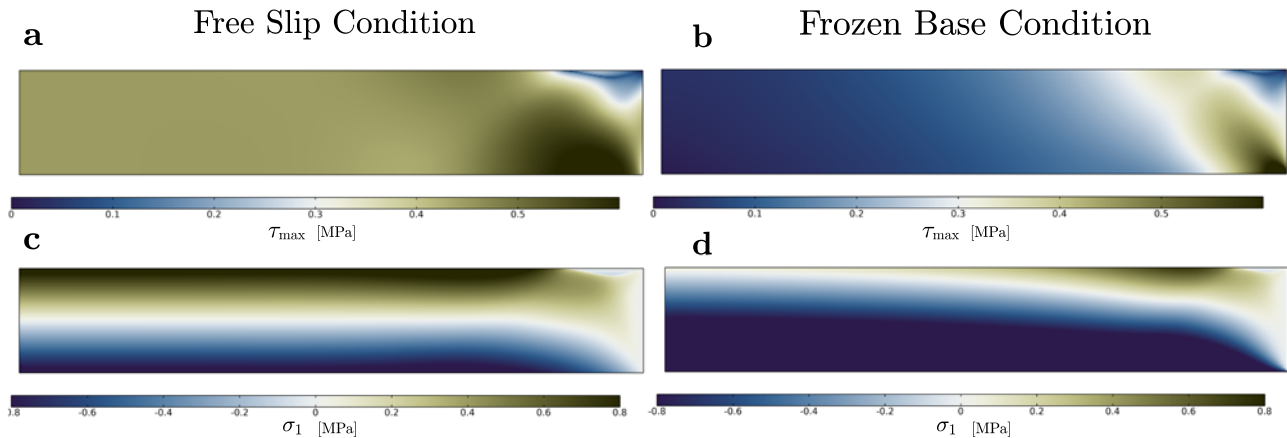 Free Slip Condition
Frozen Base Condition
a
b
0 0.1 0.2 0.3 0.4 0.5
τmax [MPa]
0 0.1 0.2 0.3 0.4 0.5
τmax [MPa]
c
d
0.8 -0.6 -0.4 -0.2 0 0.2 0.4 0.6 0.8
σ1 [MPa]
-0.8 -0.6 -0.4 -0.2 0 0.2 0.4 0.6 0.8
σ1 [MPa]